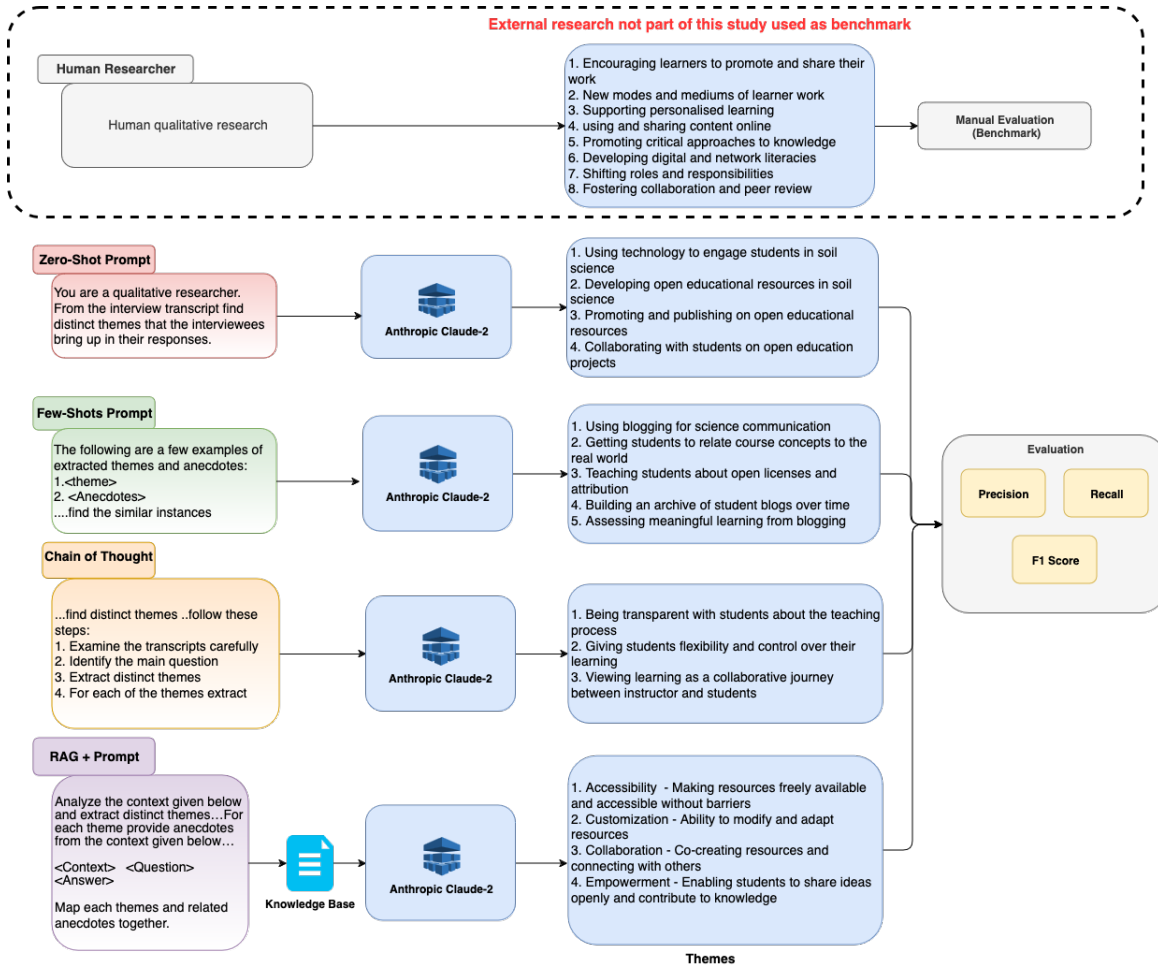 External research not part of this study used as benchmark
Human Researcher
Human qualitative research
1. Encouraging learners to promote and share their
work
2. New modes and mediums of learner work
3. Supporting personalised learning
4. using and sharing content online
5. Promoting critical approaches to knowledge
6. Developing digital and network literacies
7. Shifting roles and responsibilities
8. Fostering collaboration and peer review
Manual Evaluation
(Benchmark)
Zero-Shot Prompt
You are a qualitative researcher.
From the interview transcript find
distinct themes that the interviewees
bring up in their responses.
Anthropic Claude-2
1. Using technology to engage students in soil
science
2. Developing open educational resources in soil
science
3. Promoting and publishing on open educational
resources
4. Collaborating with students on open education
projects
Few-Shots Prompt
The following are a few examples of
extracted themes and anecdotes:
1.<theme>
2. <Anecdotes>
....find the similar instances
Anthropic Claude-2
1. Using blogging for science communication
2. Getting students to relate course concepts to the
real world
3. Teaching students about open licenses and
attribution
4. Building an archive of student blogs over time
5. Assessing meaningful learning from blogging
Evaluation
Precision
Recall
F1 Score
Chain of Thought
...find distinct themes ..follow these
steps:
1. Examine the transcripts carefully
2. Identify the main question
3. Extract distinct themes
4. For each of the themes extract
Anthropic Claude-2
1. Being transparent with students about the teaching
process
2. Giving students flexibility and control over their
learning
3. Viewing learning as a collaborative journey
between instructor and students
RAG + Prompt
Analyze the context given below
and extract distinct themes...For
each theme provide anecdotes
from the context given below...
<Context> <Question>
<Answer>
Map each themes and related
anecdotes together.
Knowledge Base
Anthropic Claude-2
1. Accessibility - Making resources freely available
and accessible without barriers
2. Customization - Ability to modify and adapt
resources
3. Collaboration - Co-creating resources and
connecting with others
4. Empowerment - Enabling students to share ideas
openly and contribute to knowledge
Themes